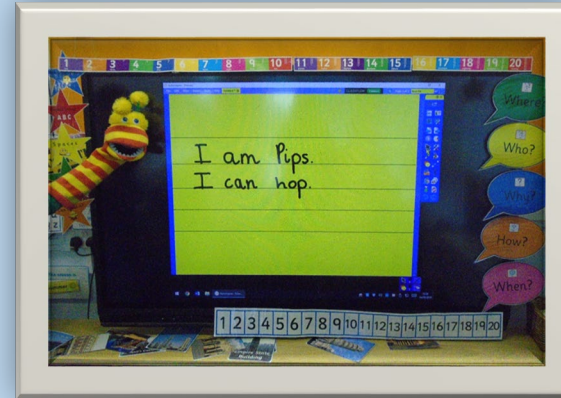 1 2 3 4 5 6 7 8 9 10 11 12 13 14 15 16 17 18 19 20
ABC
Where
Who?
I am Pips.
I can hop.
Why?
How?
When?
1 2 3 4 5 6 7 8 9 10 11 12 13 14 15 16 17 18 19 20
Building